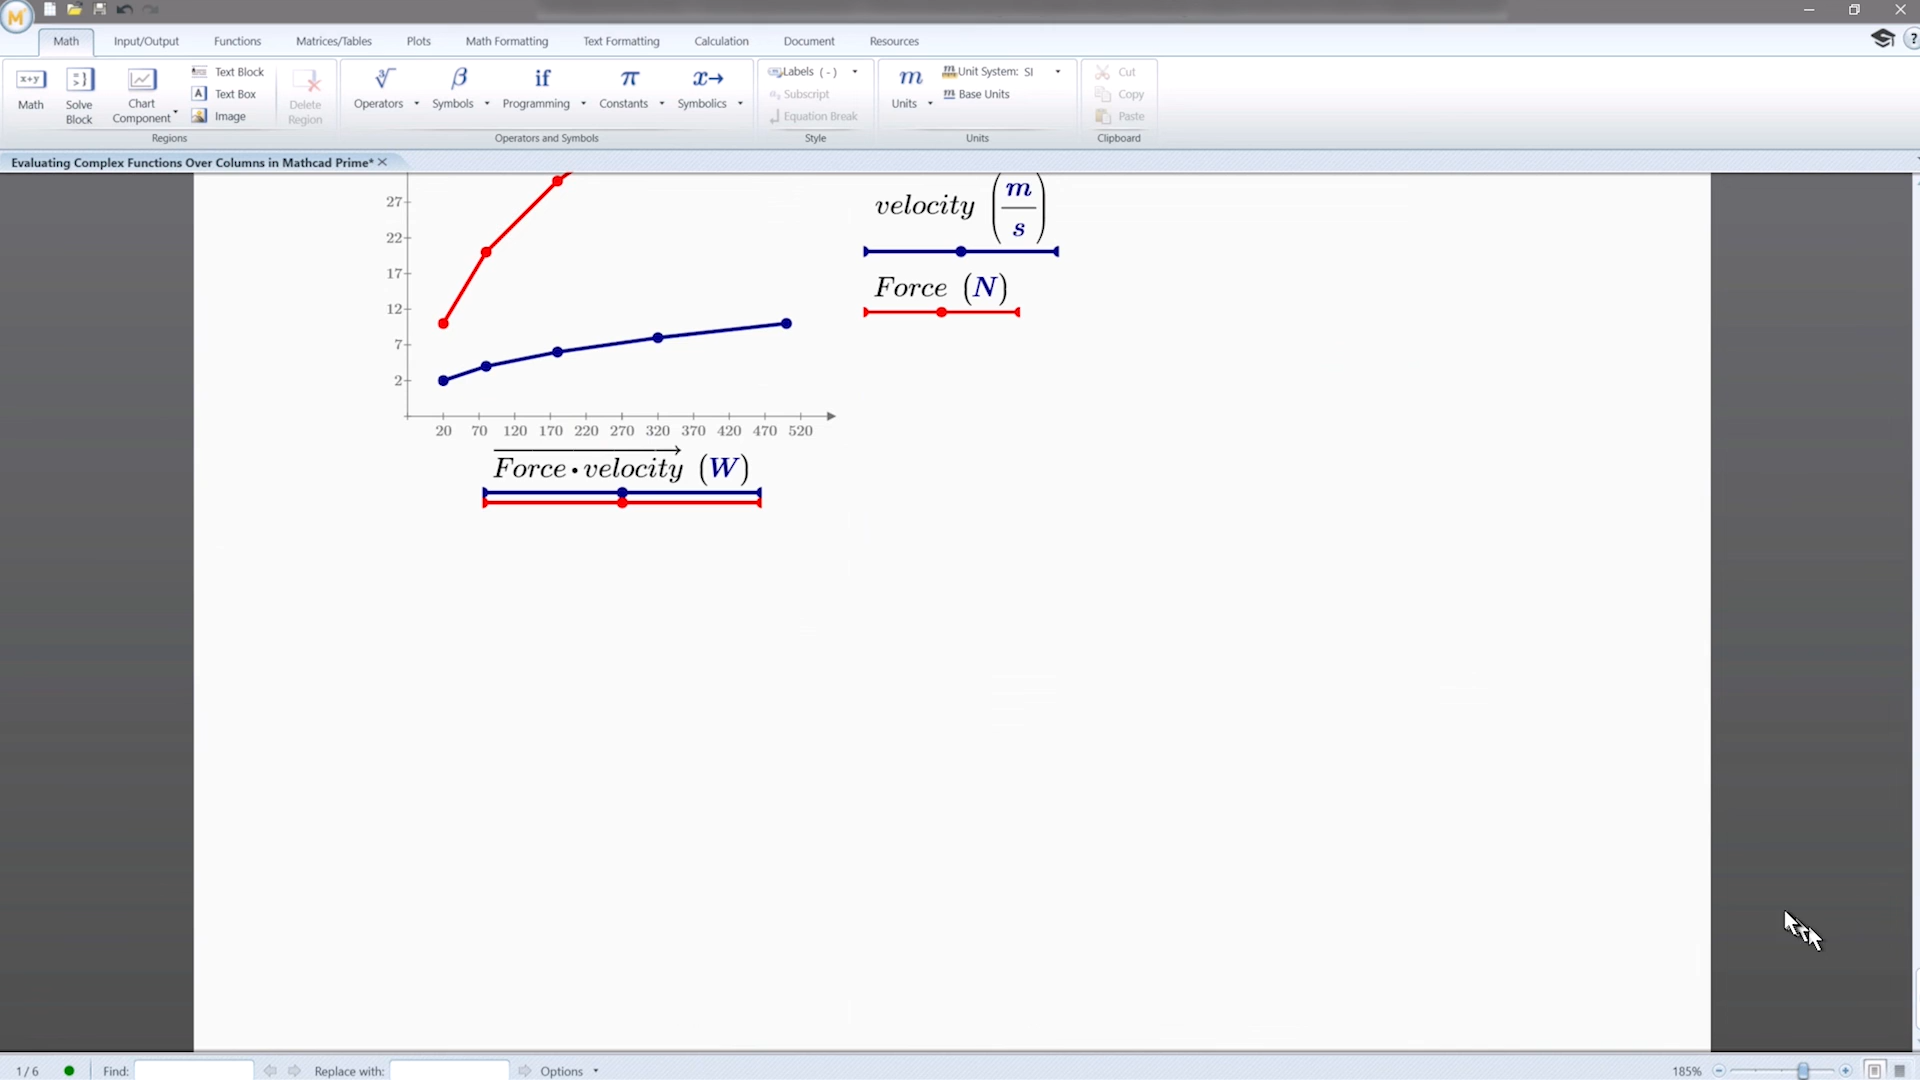 M
Math Input/Output Functions Matrices/Tables Plots Math Formatting Text Formatting Calculation Document Resources
?
Math
Solve Block
Chart Component
Text Block
Text Box
Image
Delete Region
Regions
if
Operators Symbols Programming Constants Symbolics
Operators and Symbols
Labels ( - )
Subscript
Equation Break
Style
m
Units
Unit System: SI
Base Units
Units
Cut
Copy
Paste
Clipboard
Evaluating Complex Functions Over Columns in Mathcad Prime*
27
22
17
12
7
2
20 70 120 170 220 270 320 370 420 470 520
Force • velocity (W)
velocity (m/s)
Force (N)
1 / 6
Find:
Replace with:
Options
185%